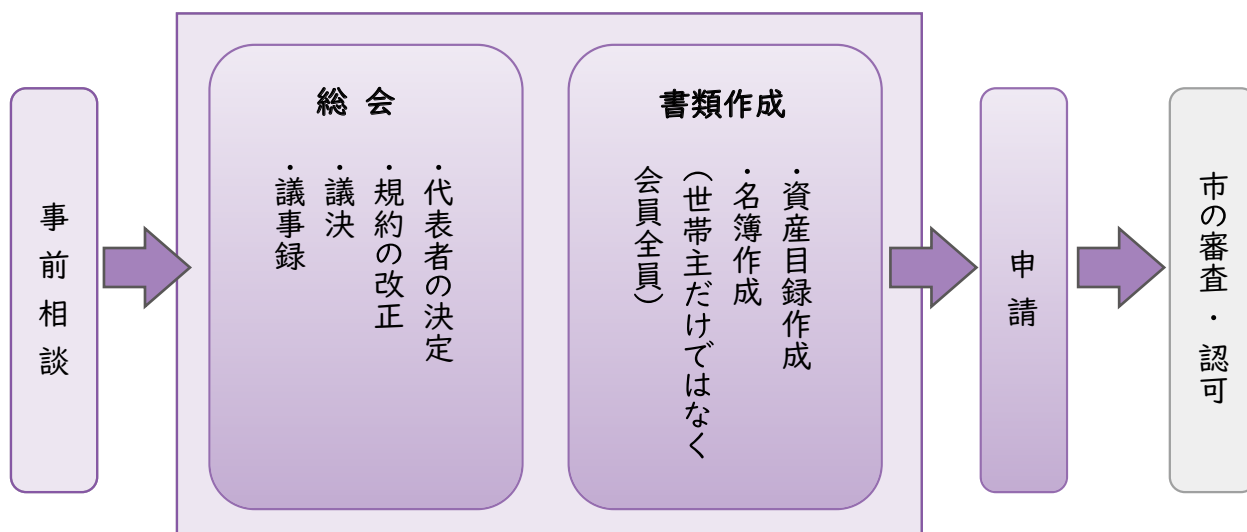 事前相談
総 会
・代表者の決定
・規約の改正
・議決
・議事録
書類作成
・資産目録作成
・名簿作成
(世帯主だけではなく
会員全員)
申請
市の審査・認可